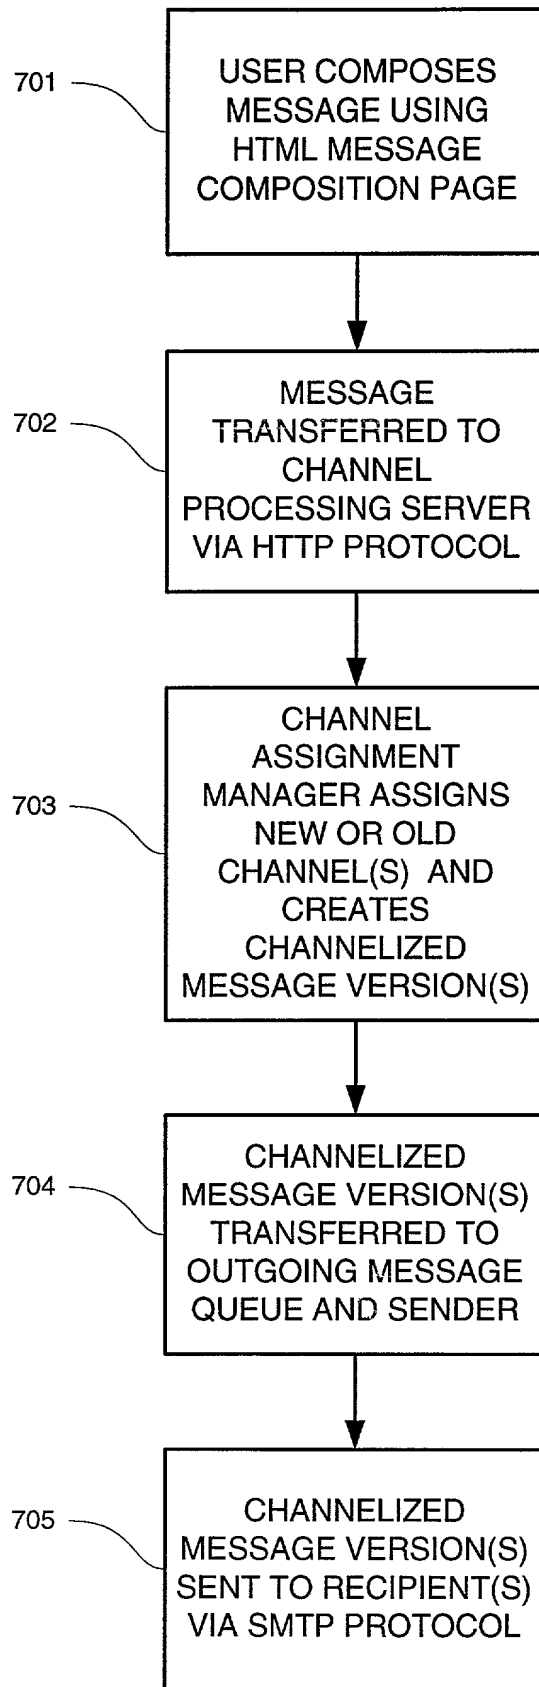 701
USER COMPOSES
MESSAGE USING
HTML MESSAGE
COMPOSITION PAGE
702
MESSAGE
TRANSFERRED TO
CHANNEL
PROCESSING SERVER
VIA HTTP PROTOCOL
703
CHANNEL
ASSIGNMENT
MANAGER ASSIGNS
NEW OR OLD
CHANNEL(S) AND
CREATES
CHANNELIZED
MESSAGE VERSION(S)
704
CHANNELIZED
MESSAGE VERSION(S)
TRANSFERRED TO
OUTGOING MESSAGE
QUEUE AND SENDER
705
CHANNELIZED
MESSAGE VERSION(S)
SENT TO RECIPIENT(S)
VIA SMTP PROTOCOL